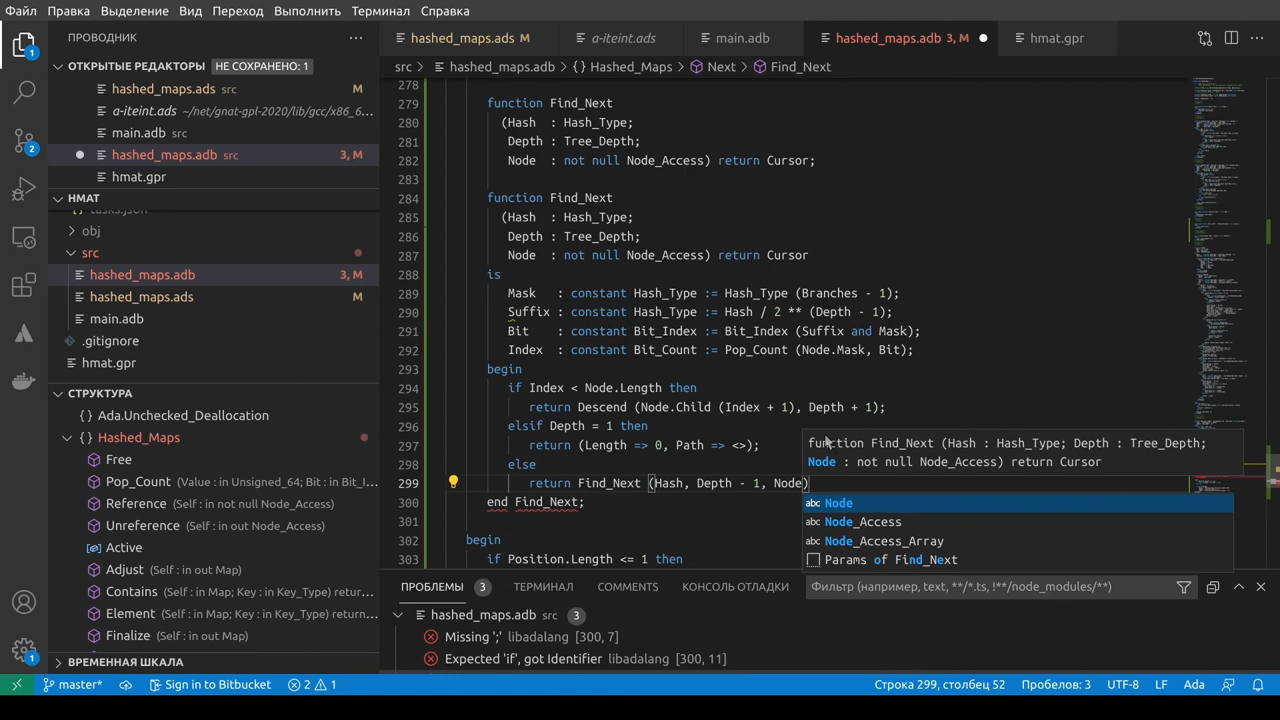 Файл Правка Выделение Вид Переход Выполнить Терминал Справка
ПРОВОДНИК
ОТКРЫТЫЕ РЕДАКТОРЫ НЕ СОХРАНЕНО: 1
hashed_maps.ads src M
a-iteint.ads ~/net/gnat-gpl-2020/lib/gcc/x86_6...
main.adb src
hashed_maps.adb src 3, M
hmat.gpr
HMAT
tasks.json
obj
src
hashed_maps.adb 3, M
hashed_maps.ads M
main.adb
.gitignore
hmat.gpr
СТРУКТУРА
{} Ada.Unchecked_Deallocation
{} Hashed_Maps
Free
Pop_Count (Value : in Unsigned_64; Bit : in Bit_I...
Reference (Self : not null Node_Access)
Unreference (Self : in out Node_Access)
Active
Adjust (Self : in out Map)
Contains (Self : in Map; Key : in Key_Type) return...
Element (Self : in Map; Key : in Key_Type) return...
Finalize (Self : in out Map)
ВРЕМЕННАЯ ШКАЛА
1
2
1
hashed_maps.ads M a-iteint.ads main.adb hashed_maps.adb 3, M hmat.gpr
src > hashed_maps.adb > {} Hashed_Maps > Next > Find_Next
278
279 function Find_Next
280 (Hash : Hash_Type;
281 Depth : Tree_Depth;
282 Node : not null Node_Access) return Cursor;
283
284 function Find_Next
285 (Hash : Hash_Type;
286 Depth : Tree_Depth;
287 Node : not null Node_Access) return Cursor
288 is
289 Mask : constant Hash_Type := Hash_Type (Branches - 1);
290 Suffix : constant Hash_Type := Hash / 2 ** (Depth - 1);
291 Bit : constant Bit_Index := Bit_Index (Suffix and Mask);
292 Index : constant Bit_Count := Pop_Count (Node.Mask, Bit);
293 begin
294 if Index < Node.Length then
295 return Descend (Node.Child (Index + 1), Depth + 1);
296 elsif Depth = 1 then
297 return (Length => 0, Path => <>);
298 else
299 return Find_Next (Hash, Depth - 1, Node)
300 end Find_Next;
301
302 begin
303 if Position.Length <= 1 then
function Find_Next (Hash : Hash_Type; Depth : Tree_Depth;
Node : not null Node_Access) return Cursor
abc Node
abc Node_Access
abc Node_Access_Array
Params of Find_Next
ПРОБЛЕМЫ 3 ТЕРМИНАЛ COMMENTS КОНСОЛЬ ОТЛАДКИ Фильтр (например, text, **/*.ts, !**/node_modules/**)
hashed_maps.adb src 3
Missing ';' libadalang [300, 7]
Expected 'if', got Identifier libadalang [300, 11]
master* Sign in to Bitbucket 2 1 Строка 299, столбец 52 Пробелов: 3 UTF-8 LF Ada